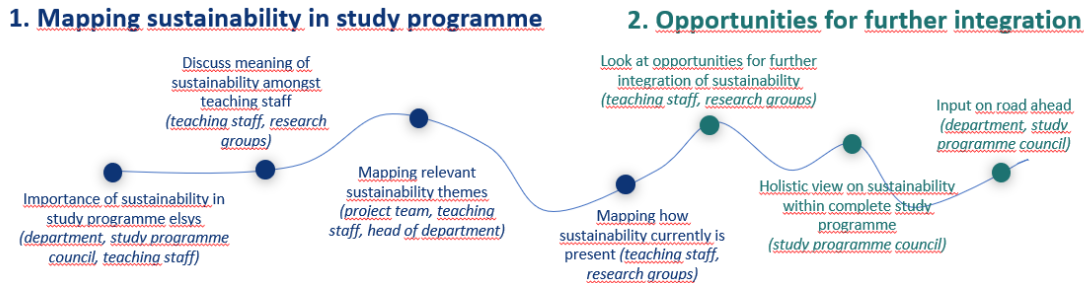 1. Mapping sustainability in study programme
Importance of sustainability in
study programme elsys
(department, study programme
council, teaching staff)
Discuss meaning of
sustainability amongst
teaching staff
(teaching staff, research
groups)
Mapping relevant
sustainability themes
(project team, teaching
staff, head of department)
Mapping how
sustainability currently is
present (teaching staff,
research groups)
2. Opportunities for further integration
Look at opportunities for further
integration of sustainability
(teaching staff, research groups)
Holistic view on sustainability
within complete study
programme
(study programme council)
Input on road ahead
(department, study
programme council)